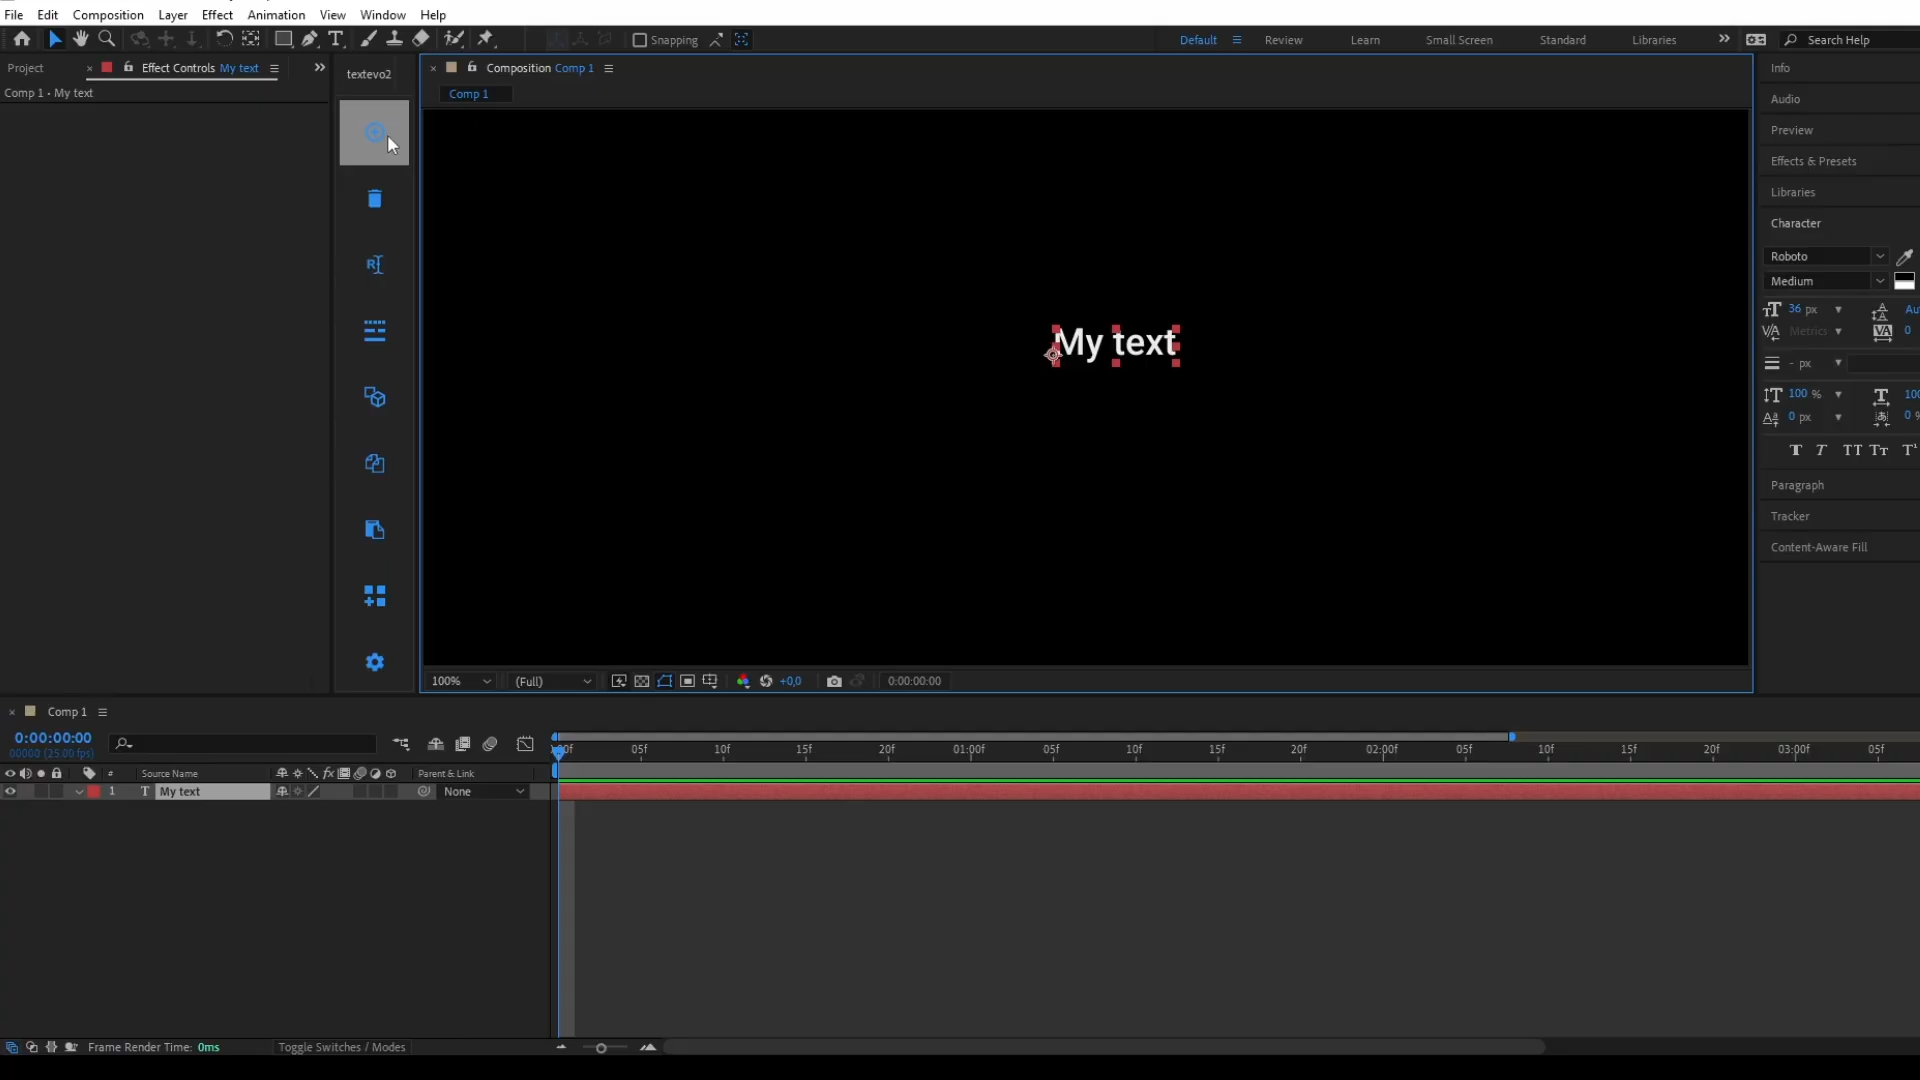 File Edit Composition Layer Effect Animation View Window Help
Snapping Default Review Learn Small Screen Standard Libraries Search Help
Project Effect Controls My text textevo2 Composition Comp 1 Info
Comp 1 • My text Comp 1
Audio
Preview
Effects & Presets
Libraries
Character
Roboto
Medium
36 px
Metrics 0
- px
100 %
0 px 0
Paragraph
Tracker
Content-Aware Fill
My text
100% (Full) +0,0 0:00:00:00
Comp 1
0:00:00:00
00000 (25.00 fps)
05f 10f 15f 20f 01:00f 05f 10f 15f 20f 02:00f 05f 10f 15f 20f 03:00f 05f
# Source Name fx Parent & Link
1 T My text None
Frame Render Time: 0ms Toggle Switches / Modes